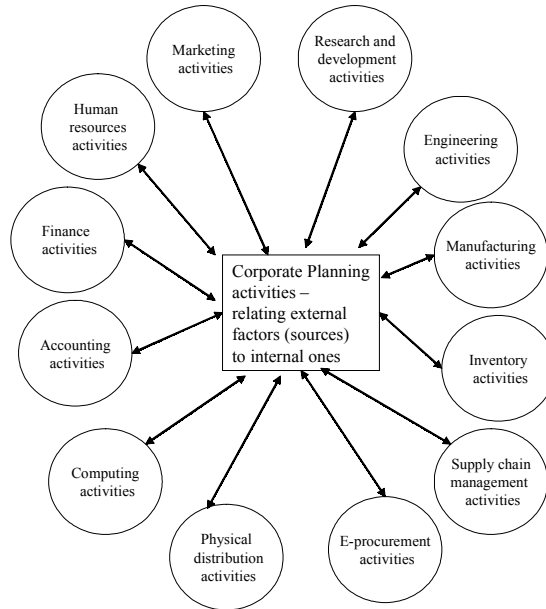 Marketing
activities
Research and
development
activities
Human
resources
activities
Engineering
activities
Finance
activities
Manufacturing
activities
Corporate Planning
activities –
relating external
factors (sources)
to internal ones
Accounting
activities
Inventory
activities
Computing
activities
Supply chain
management
activities
Physical
distribution
activities
E-procurement
activities